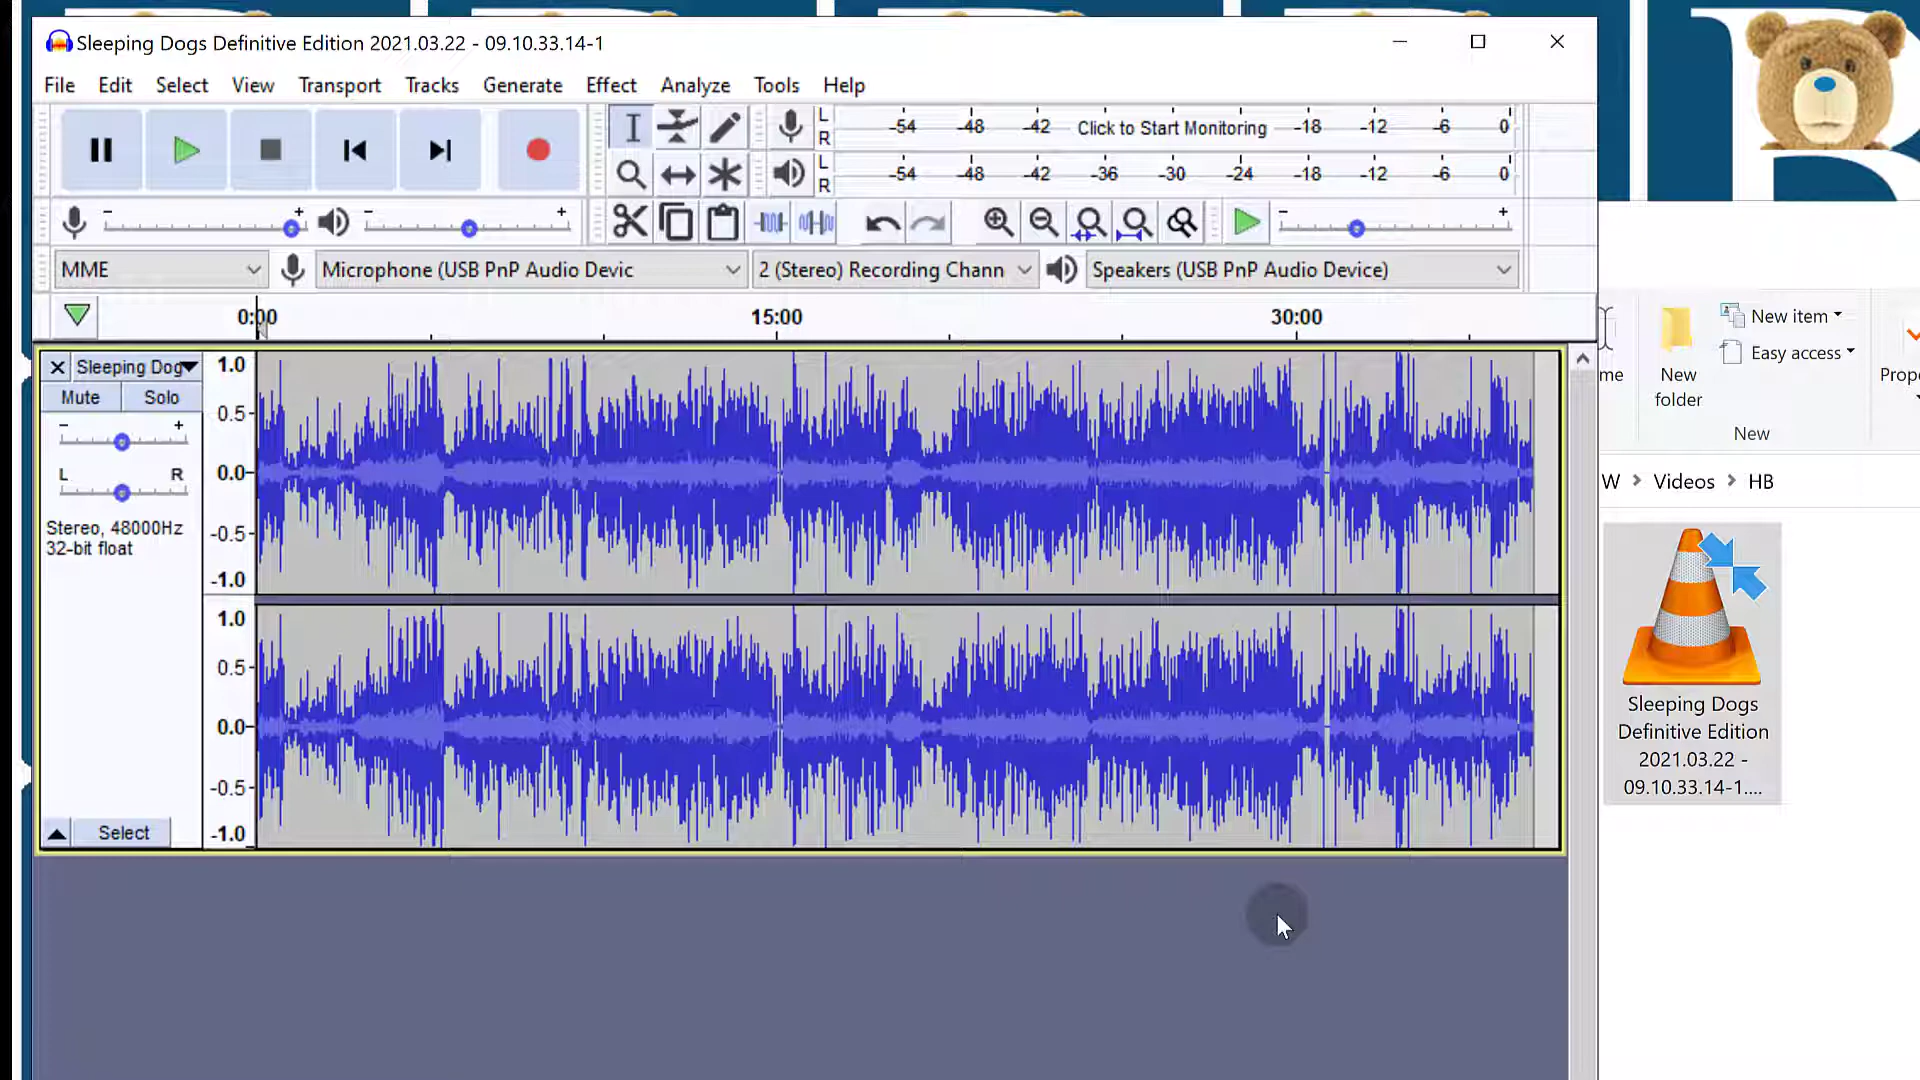 Sleeping Dogs Definitive Edition 2021.03.22 - 09.10.33.14-1
File Edit Select View Transport Tracks Generate Effect Analyze Tools Help
L
R
-54 -48 -42 Click to Start Monitoring -18 -12 -6 0
L
R
-54 -48 -42 -36 -30 -24 -18 -12 -6 0
- + - + - +
MME Microphone (USB PnP Audio Devic 2 (Stereo) Recording Chann Speakers (USB PnP Audio Device)
0:00 15:00 30:00
Sleeping Dog
Mute Solo
- +
L R
Stereo, 48000Hz
32-bit float
Select
1.0
0.5
0.0
-0.5
-1.0
1.0
0.5
0.0
-0.5
-1.0
me
New
folder
New item
Easy access
New
Prope
W > Videos > HB
Sleeping Dogs
Definitive Edition
2021.03.22 -
09.10.33.14-1....